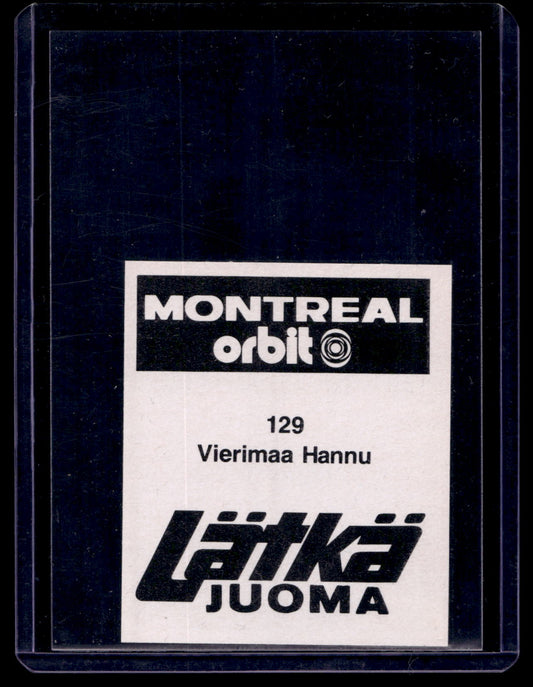 MONTREAL
orbit
129
Vierimaa Hannu
Lätkä
JUOMA